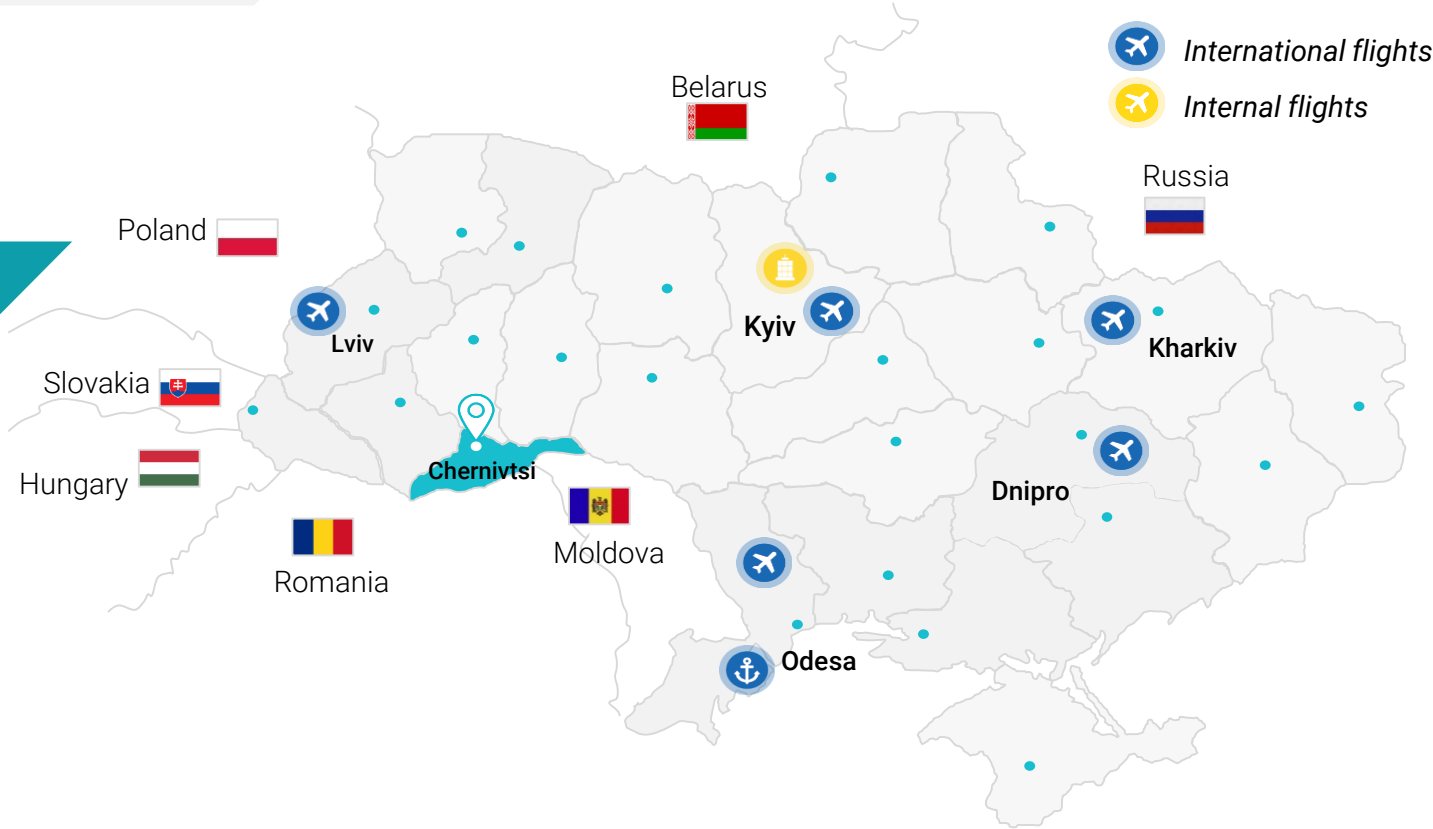 International flights
Internal flights
Belarus
Russia
Poland
Lviv
Kyiv
Kharkiv
Slovakia
Chernivtsi
Hungary
Dnipro
Moldova
Romania
Odesa